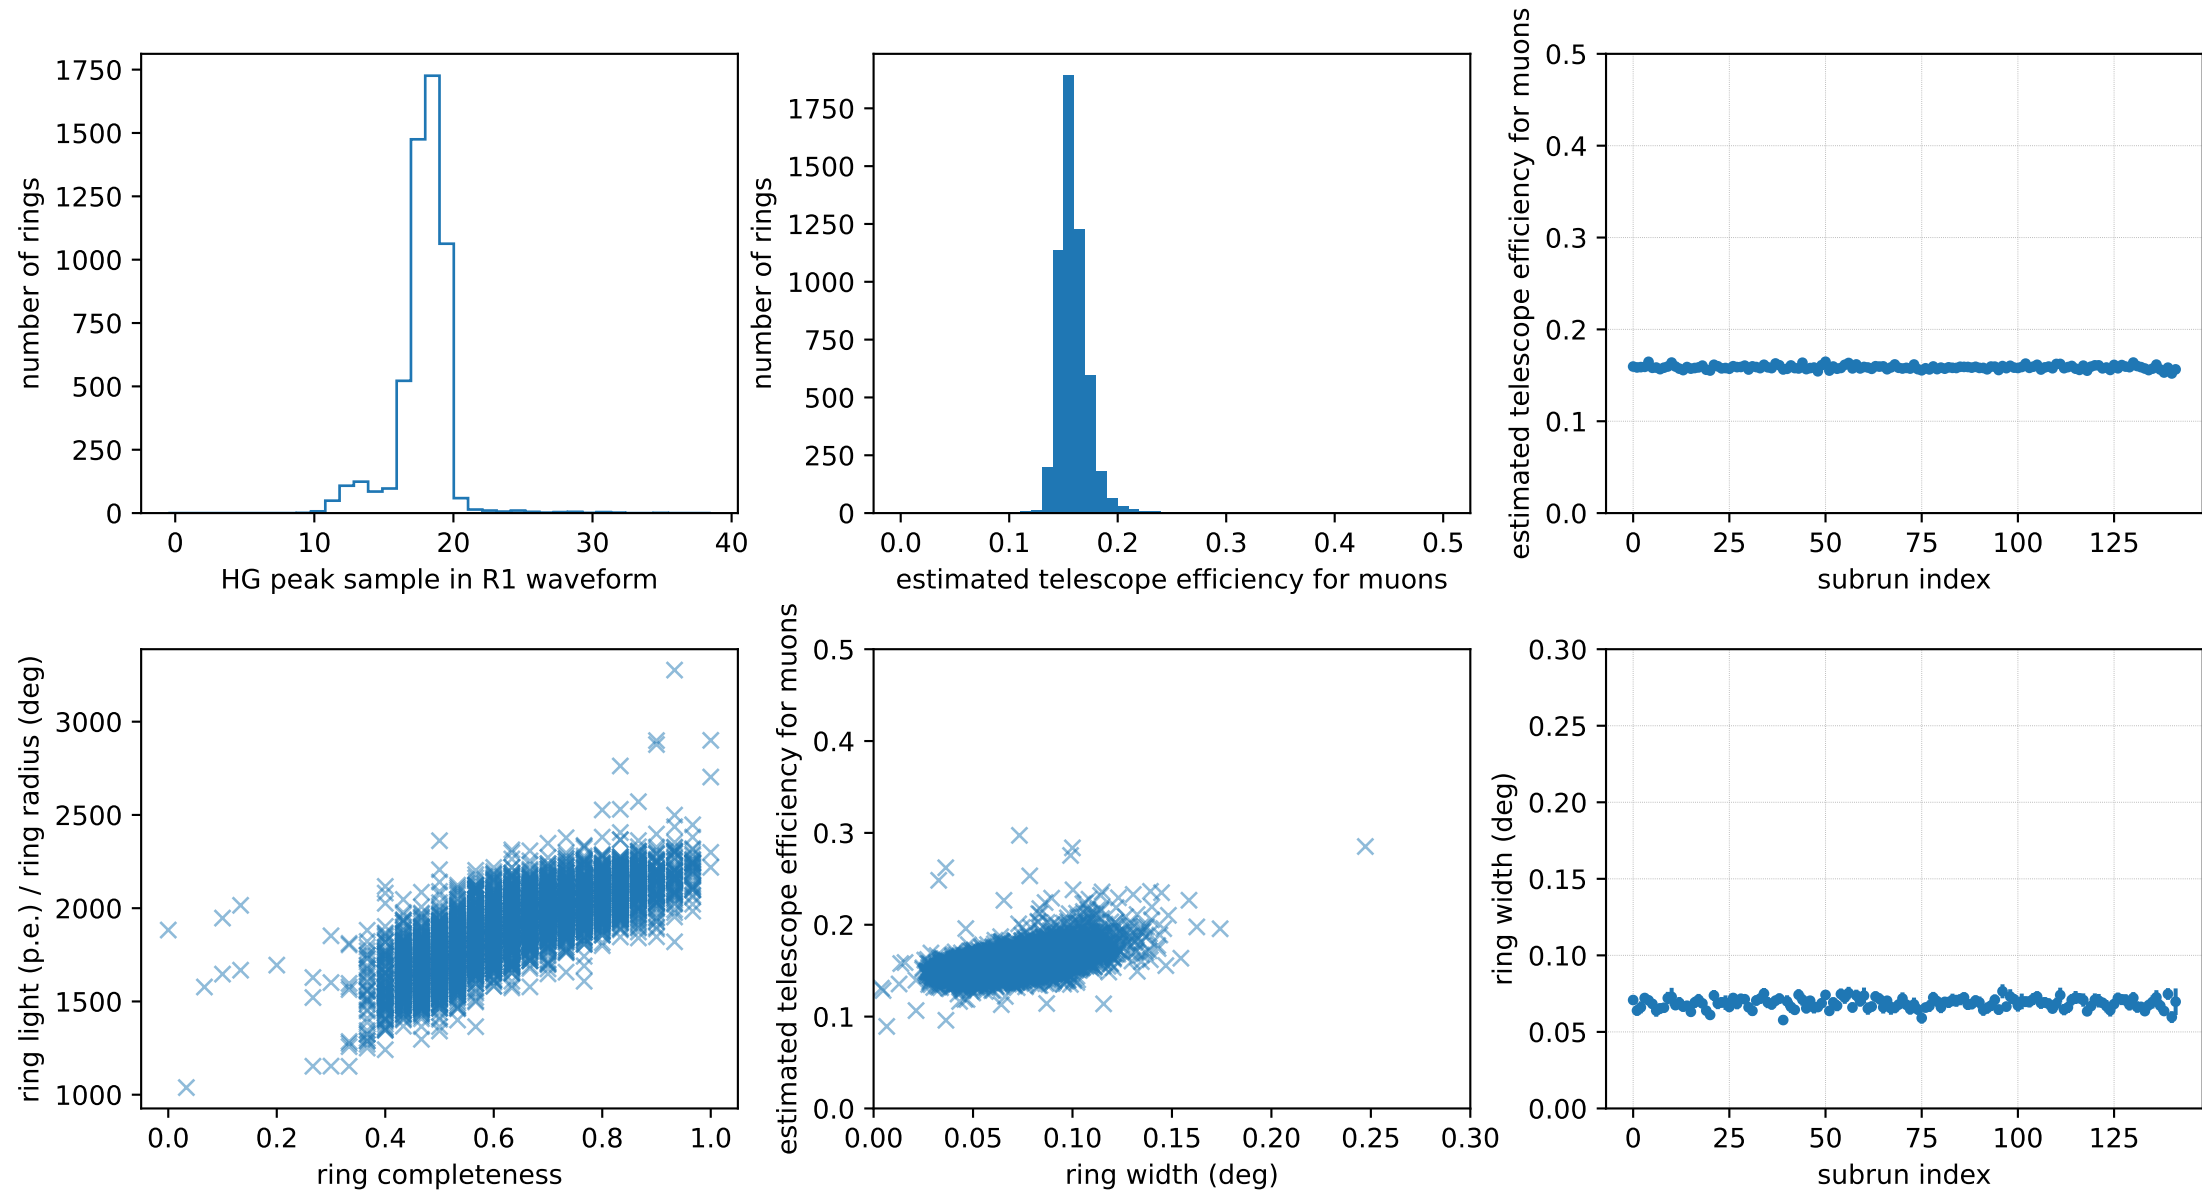 number of rings
1750
1500
1250
1000
750
500
250
0
0 10 20 30 40
HG peak sample in R1 waveform
number of rings
1750
1500
1250
1000
750
500
250
0
0.0 0.1 0.2 0.3 0.4 0.5
estimated telescope efficiency for muons
estimated telescope efficiency for muons
0.5
0.4
0.3
0.2
0.1
0.0
0 25 50 75 100 125
subrun index
ring light (p.e.) / ring radius (deg)
3000
2500
2000
1500
1000
0.0 0.2 0.4 0.6 0.8 1.0
ring completeness
estimated telescope efficiency for muons
0.5
0.4
0.3
0.2
0.1
0.0
0.00 0.05 0.10 0.15 0.20 0.25 0.30
ring width (deg)
ring width (deg)
0.30
0.25
0.20
0.15
0.10
0.05
0.00
0 25 50 75 100 125
subrun index